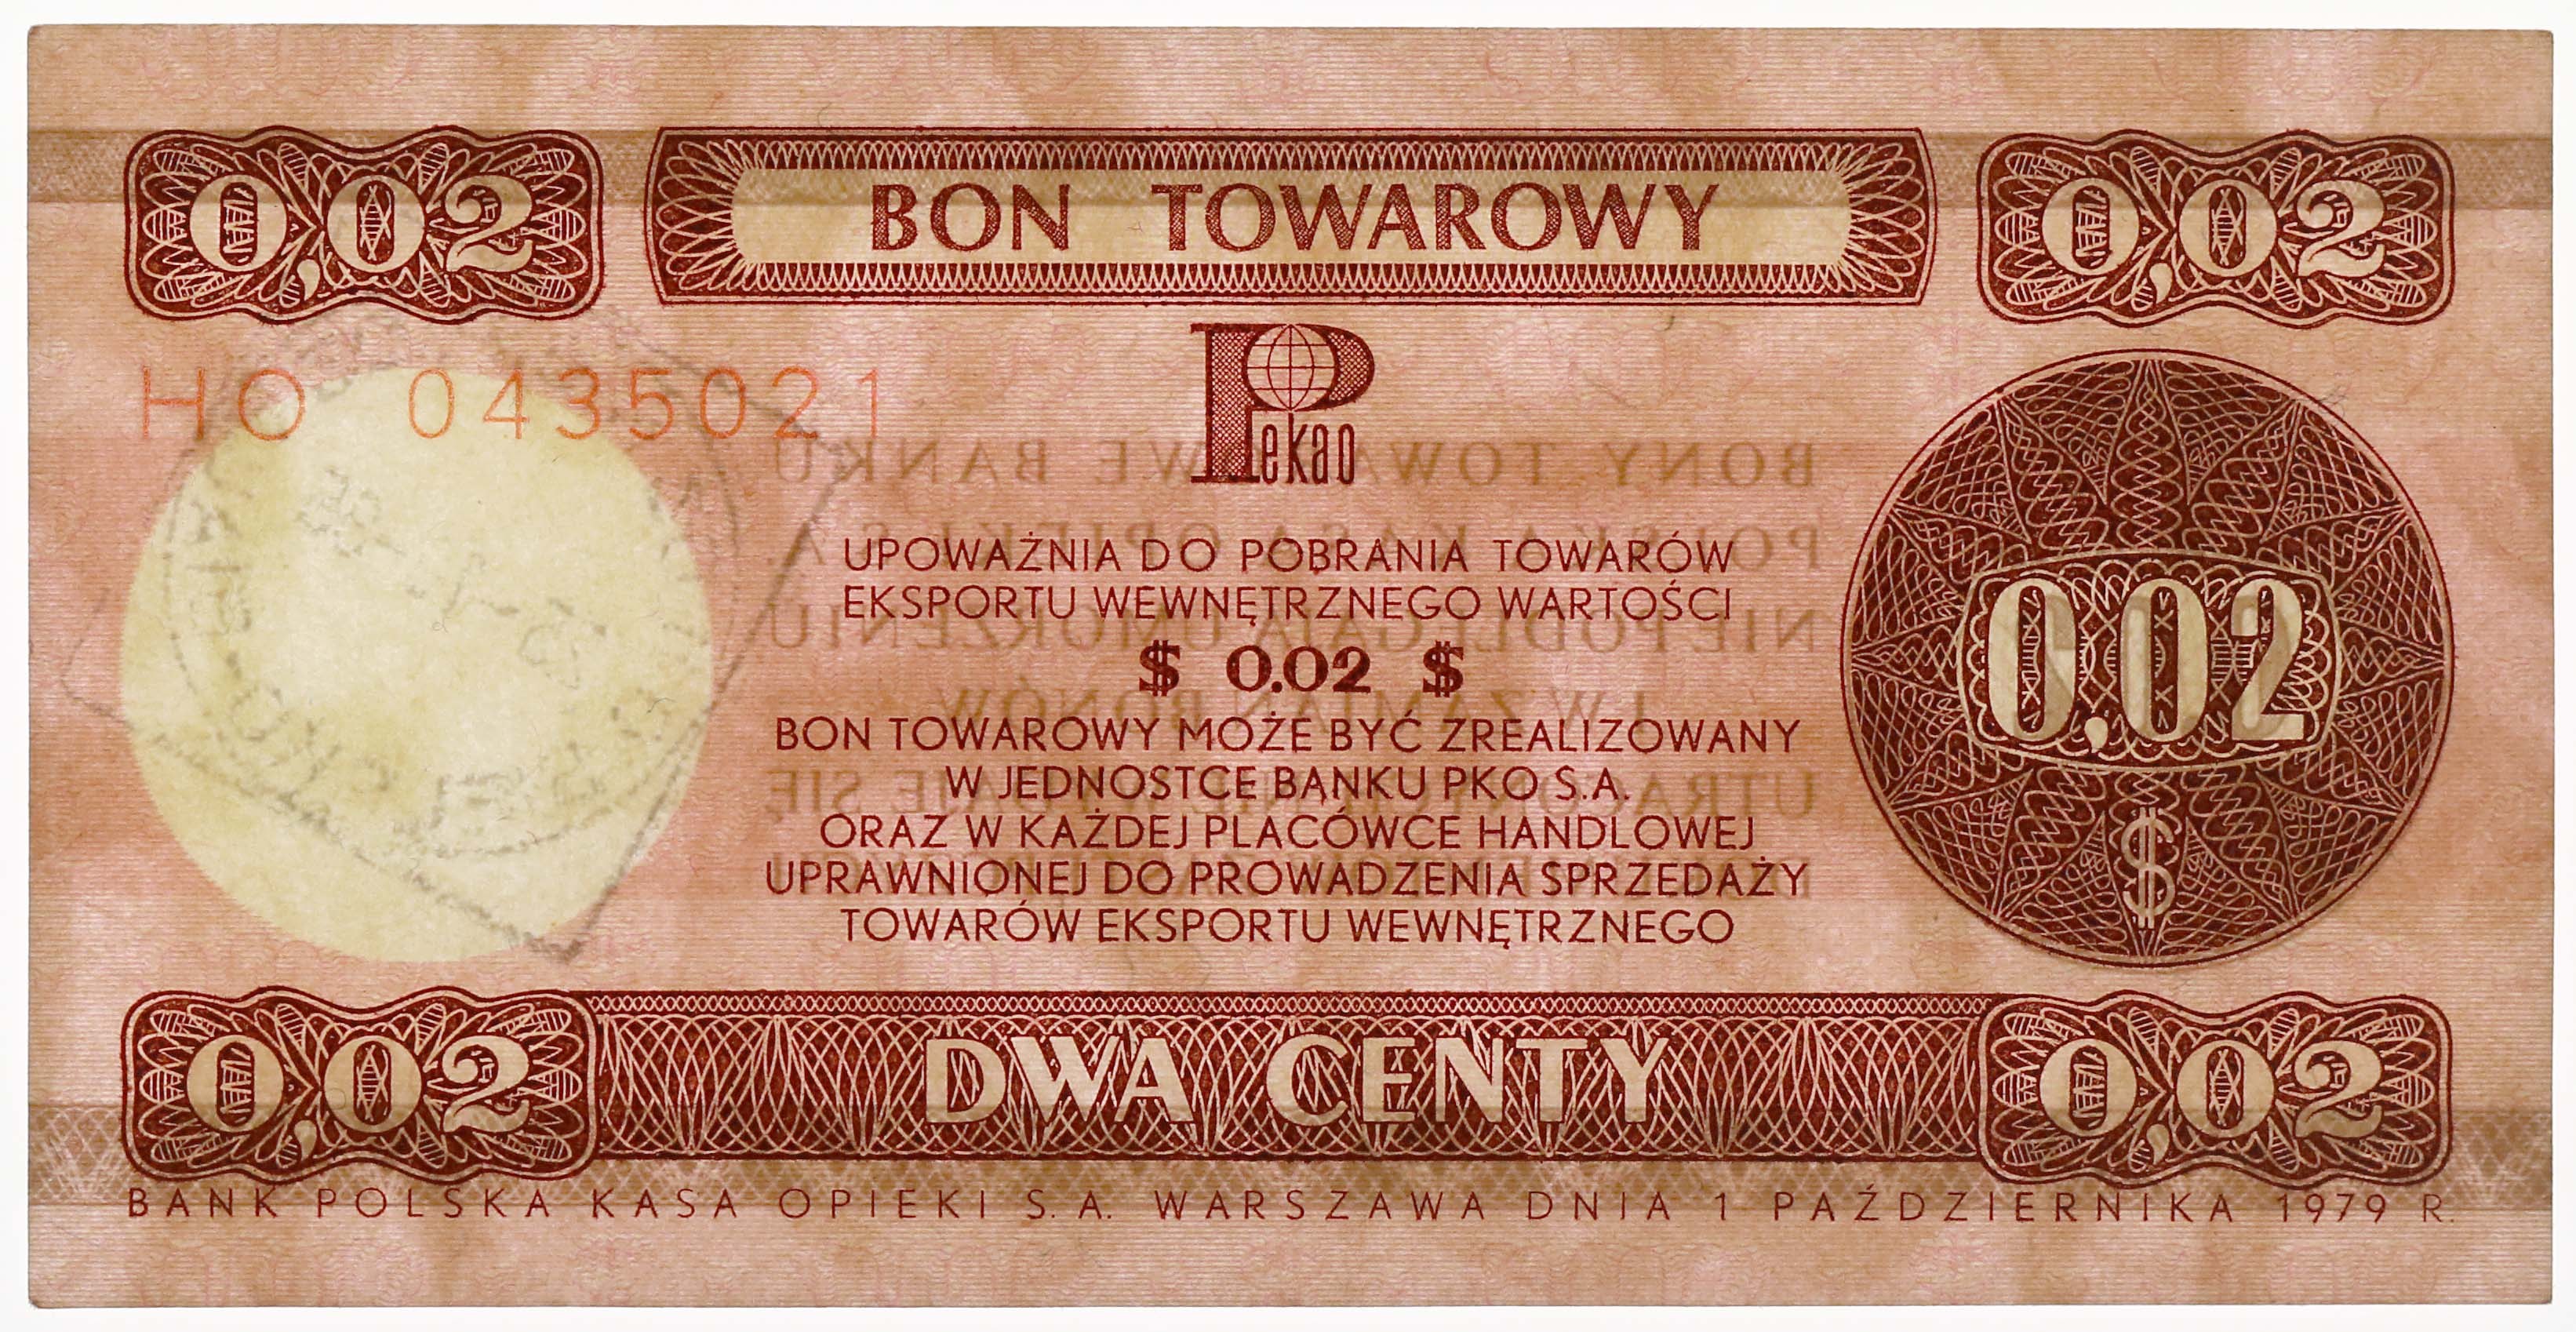 0,02 BON TOWAROWY 0,02
HO 0435021
Pekao
UPOWAŻNIA DO POBRANIA TOWARÓW
EKSPORTU WEWNĘTRZNEGO WARTOŚCI
$ 0.02 $
BON TOWAROWY MOŻE BYĆ ZREALIZOWANY
W JEDNOSTCE BANKU PKO S.A.
ORAZ W KAŻDEJ PLACÓWCE HANDLOWEJ
UPRAWNIONEJ DO PROWADZENIA SPRZEDAŻY
TOWARÓW EKSPORTU WEWNĘTRZNEGO
0,02
$
0,02 DWA CENTY 0,02
BANK POLSKA KASA OPIEKI S.A. WARSZAWA DNIA 1 PAŹDZIERNIKA 1979 R.